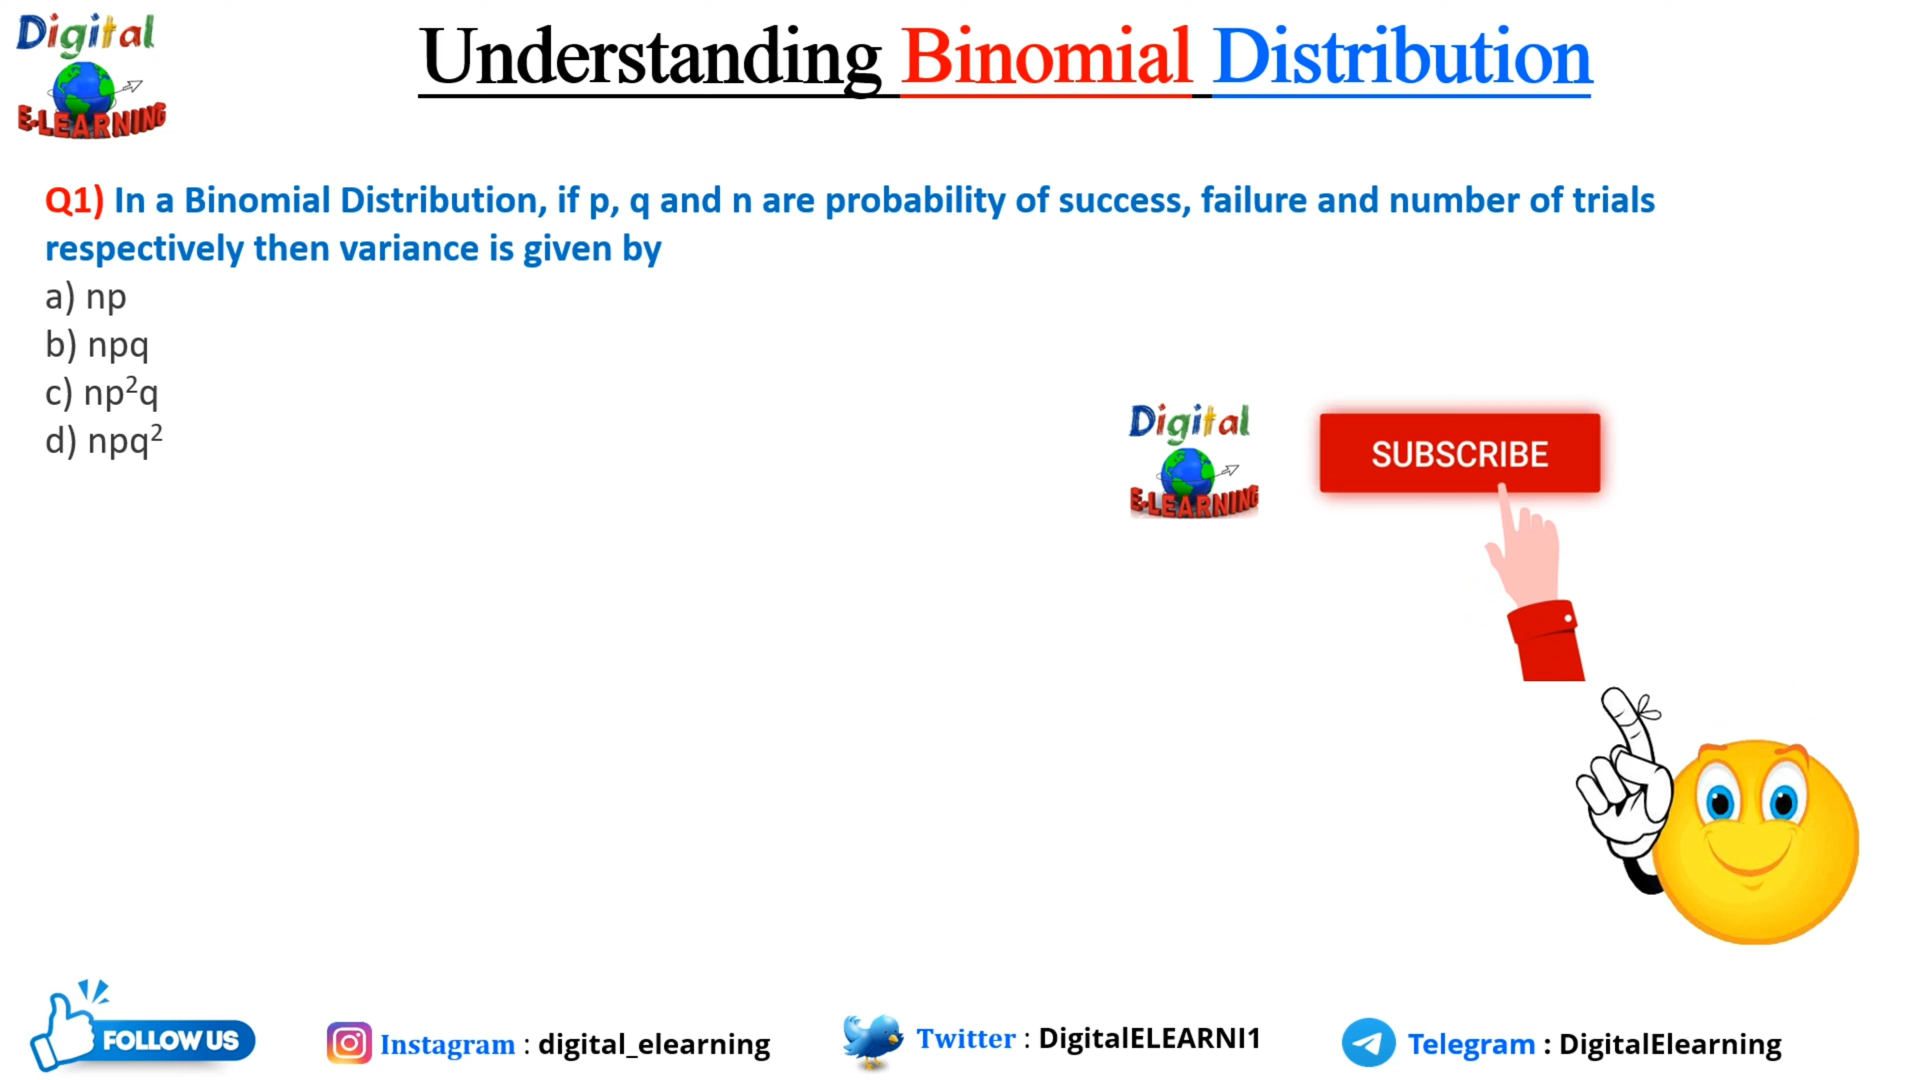 Digital
E-LEARNING
Understanding Binomial Distribution
Q1) In a Binomial Distribution, if p, q and n are probability of success, failure and number of trials
respectively then variance is given by
a) np
b) npq
c) np²q
d) npq²
Digital
E-LEARNING
SUBSCRIBE
FOLLOW US
Instagram : digital_elearning
Twitter : DigitalELEARNI1
Telegram : DigitalElearning